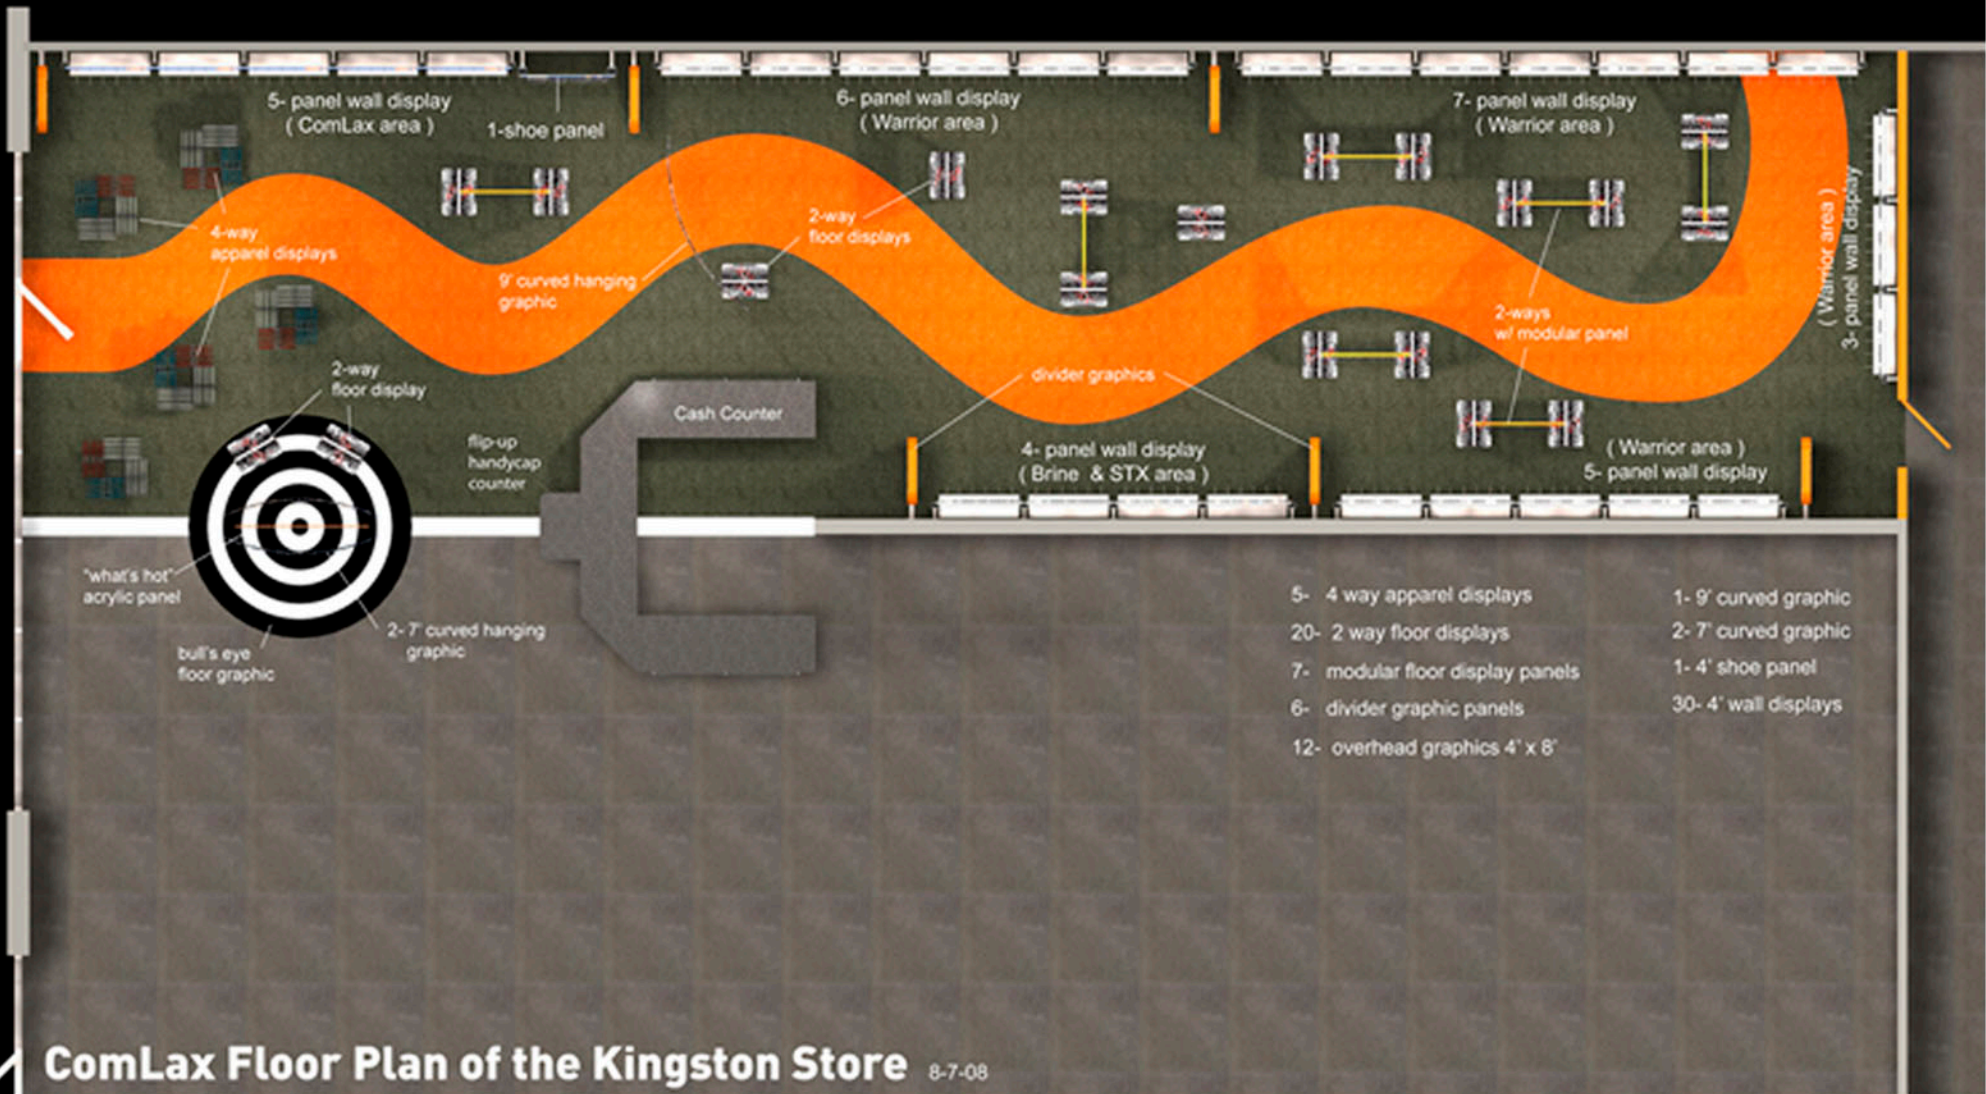 5- panel wall display
( ComLax area )
1-shoe panel
6- panel wall display
( Warrior area )
7- panel wall display
( Warrior area )
( Warrior area )
3- panel wall display
4-way
apparel displays
2-way
floor displays
9' curved hanging
graphic
2-ways
w/ modular panel
2-way
floor display
divider graphics
Cash Counter
flip-up
handycap
counter
4- panel wall display
( Brine & STX area )
( Warrior area )
5- panel wall display
"what's hot"
acrylic panel
2- 7' curved hanging
graphic
bull's eye
floor graphic
5- 4 way apparel displays
20- 2 way floor displays
7- modular floor display panels
6- divider graphic panels
12- overhead graphics 4' x 8'
1- 9' curved graphic
2- 7' curved graphic
1- 4' shoe panel
30- 4' wall displays
ComLax Floor Plan of the Kingston Store 8-7-08